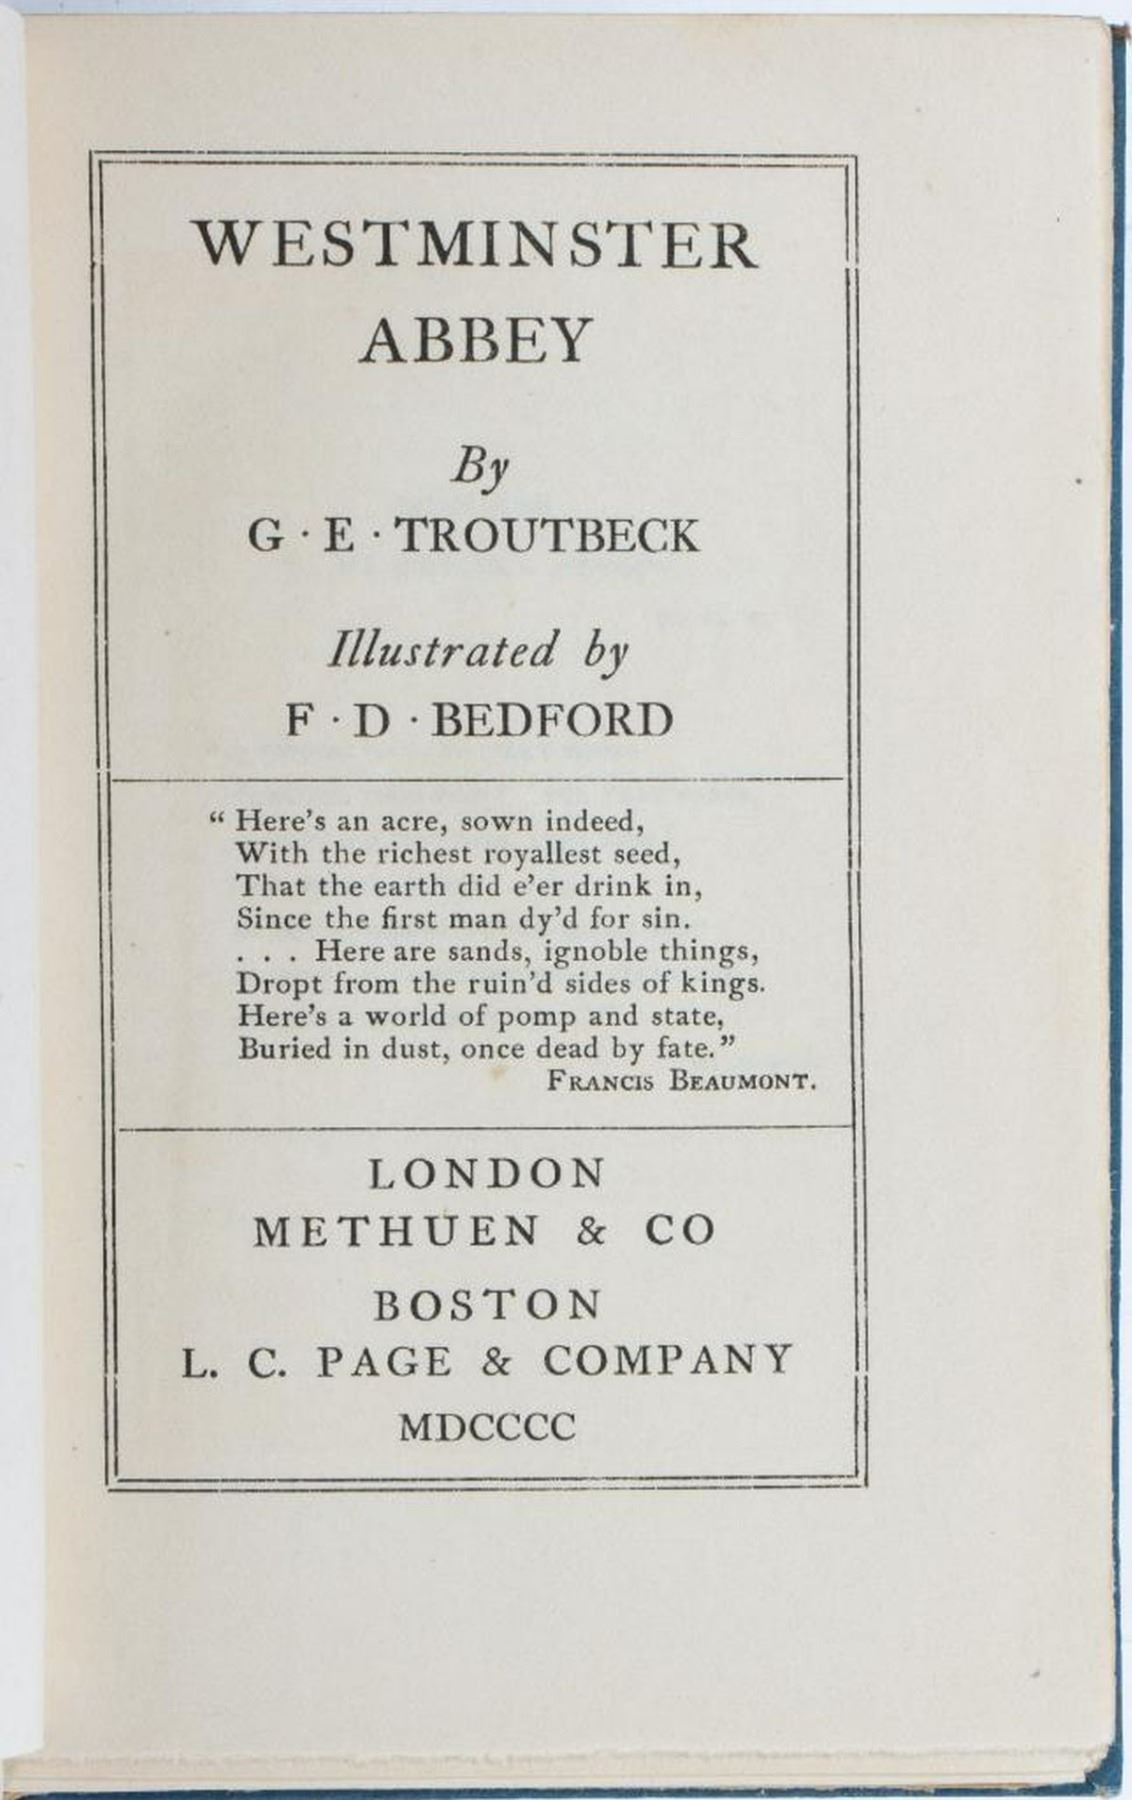 WESTMINSTER
ABBEY
By
G · E · TROUTBECK
Illustrated by
F · D · BEDFORD
“ Here’s an acre, sown indeed,
With the richest royallest seed,
That the earth did e’er drink in,
Since the first man dy’d for sin.
. . . Here are sands, ignoble things,
Dropt from the ruin’d sides of kings.
Here’s a world of pomp and state,
Buried in dust, once dead by fate.”
FRANCIS BEAUMONT.
LONDON
METHUEN & CO
BOSTON
L. C. PAGE & COMPANY
MDCCCC